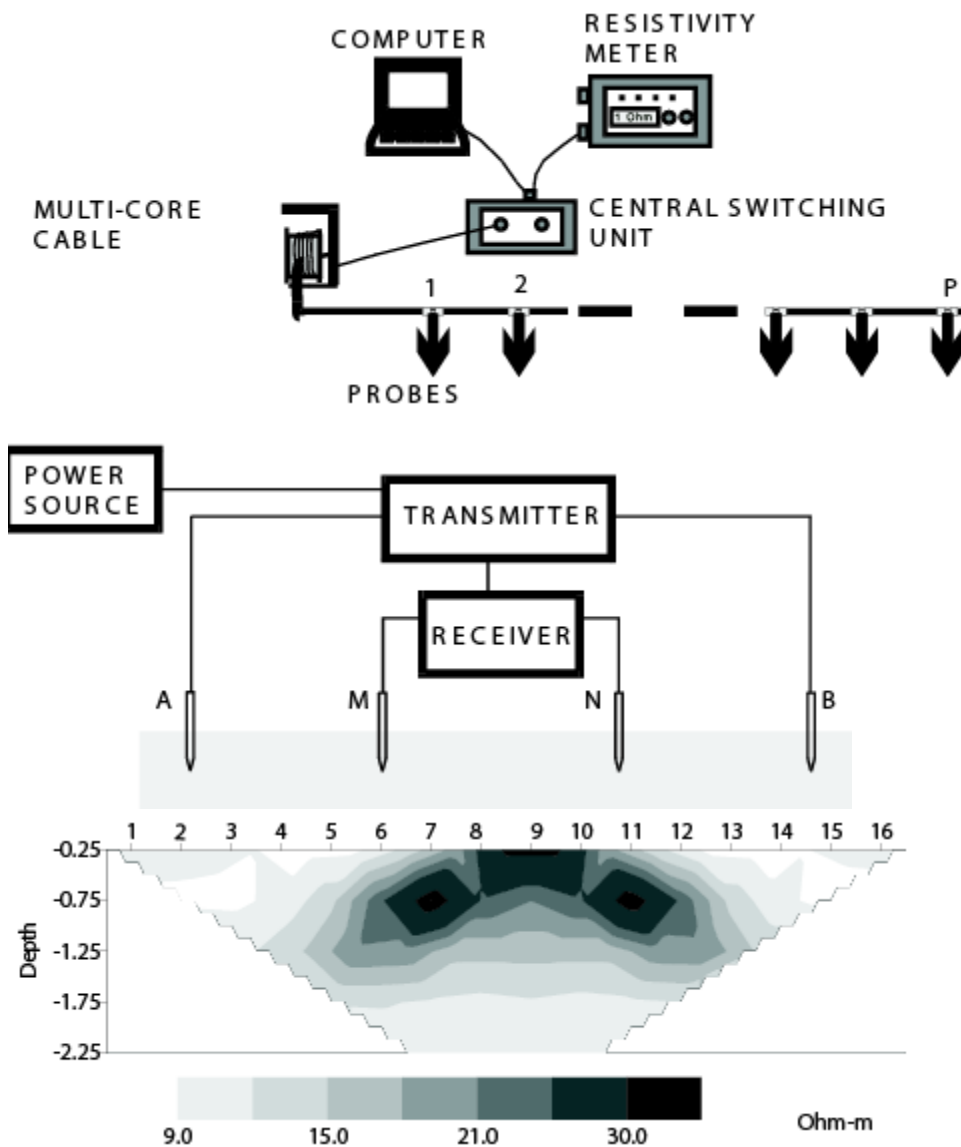 COMPUTER
RESISTIVITY
METER
1 Ohm
MULTI-CORE
CABLE
CENTRAL SWITCHING
UNIT
1 2 P
PROBES
POWER
SOURCE
TRANSMITTER
RECEIVER
A M N B
1 2 3 4 5 6 7 8 9 10 11 12 13 14 15 16
-0.25
-0.75
-1.25
-1.75
-2.25
Depth
9.0 15.0 21.0 30.0 Ohm-m